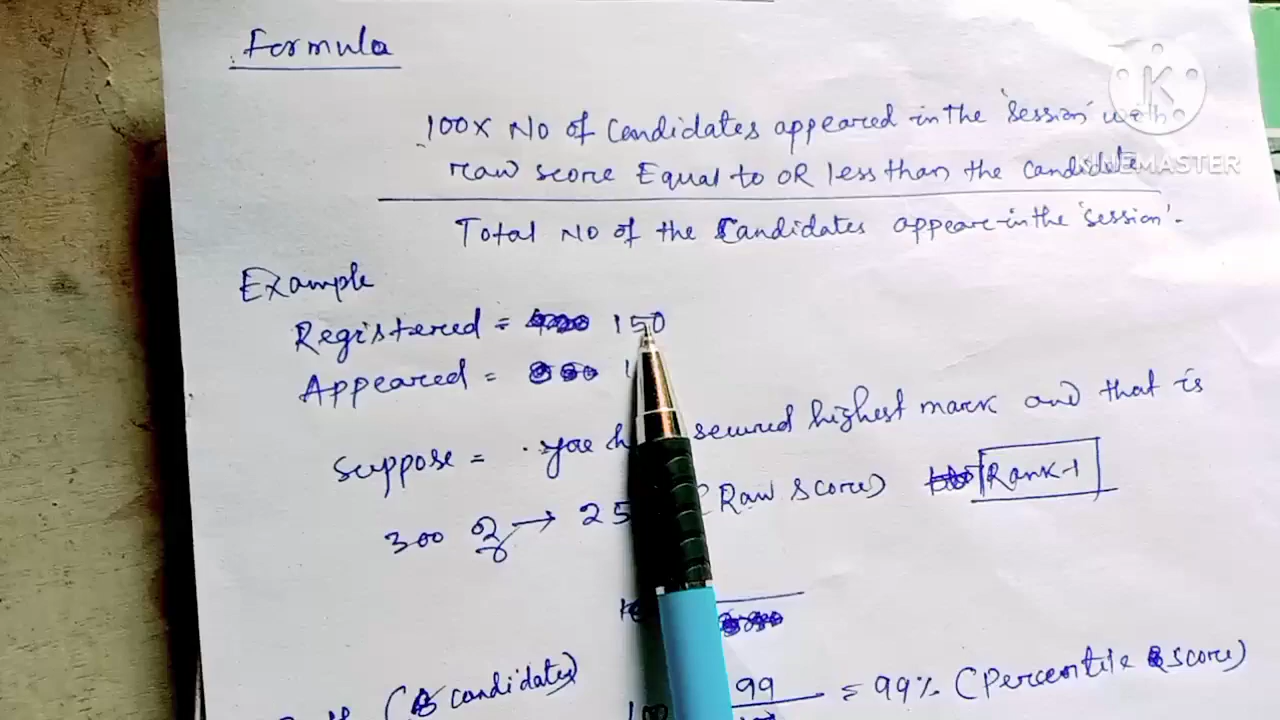 Formula
100x No of candidates appeared in the 'session' with
raw score Equal to OR less than the candidate
Total No of the Candidates appear in the 'session'.
KINEMASTER
Example
Registered = 150
Appeared =
Suppose = you secured highest mark and that is
300 → 25 (Raw score) Rank-1
(candidates)
99 = 99% (Percentile score)